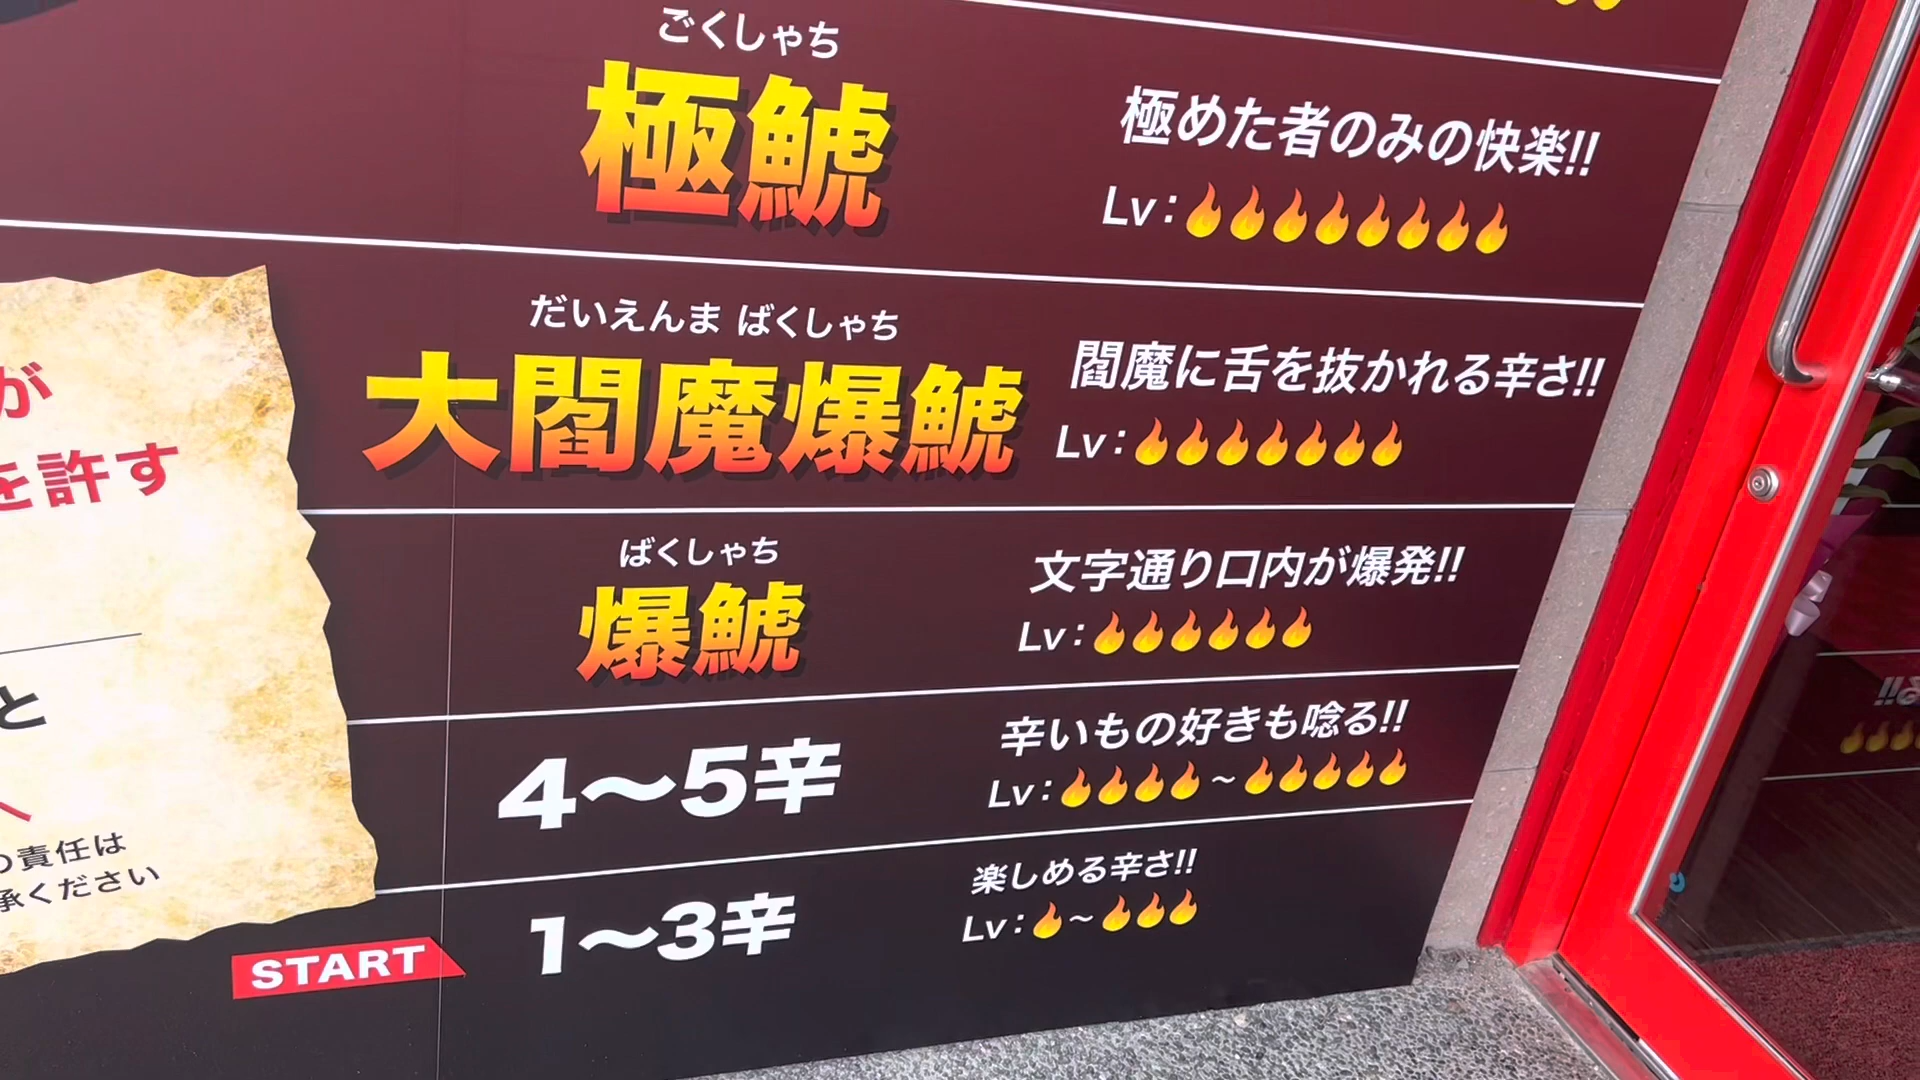 ごくしゃち
極鯱
極めた者のみの快楽!!
Lv:🔥🔥🔥🔥🔥🔥🔥🔥
だいえんま ばくしゃち
大閻魔爆鯱
閻魔に舌を抜かれる辛さ!!
Lv:🔥🔥🔥🔥🔥🔥🔥
ばくしゃち
爆鯱
文字通り口内が爆発!!
Lv:🔥🔥🔥🔥🔥🔥
4〜5辛
辛いもの好きも唸る!!
Lv:🔥🔥🔥🔥〜🔥🔥🔥🔥🔥
1〜3辛
楽しめる辛さ!!
Lv:🔥〜🔥🔥🔥
START
が
を許す
と
の責任は
承ください